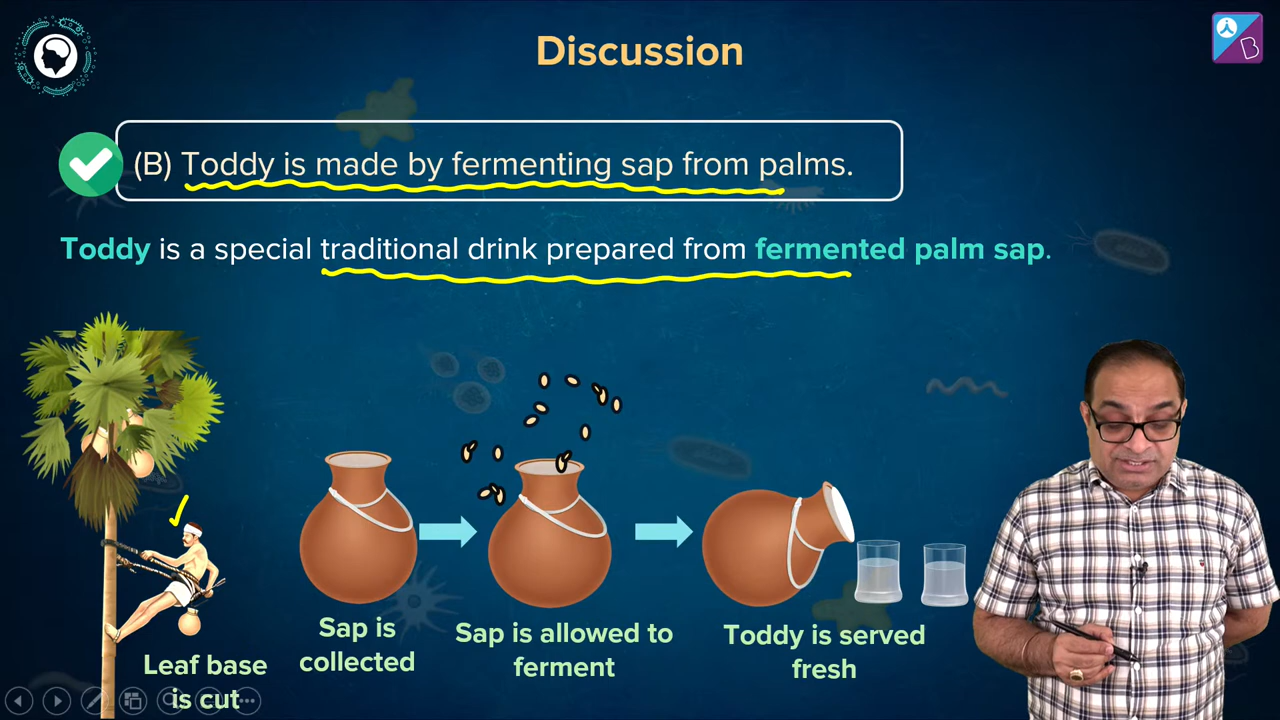 Discussion
(B) Toddy is made by fermenting sap from palms.
Toddy is a special traditional drink prepared from fermented palm sap.
Leaf base
is cut
Sap is
collected
Sap is allowed to
ferment
Toddy is served
fresh
B